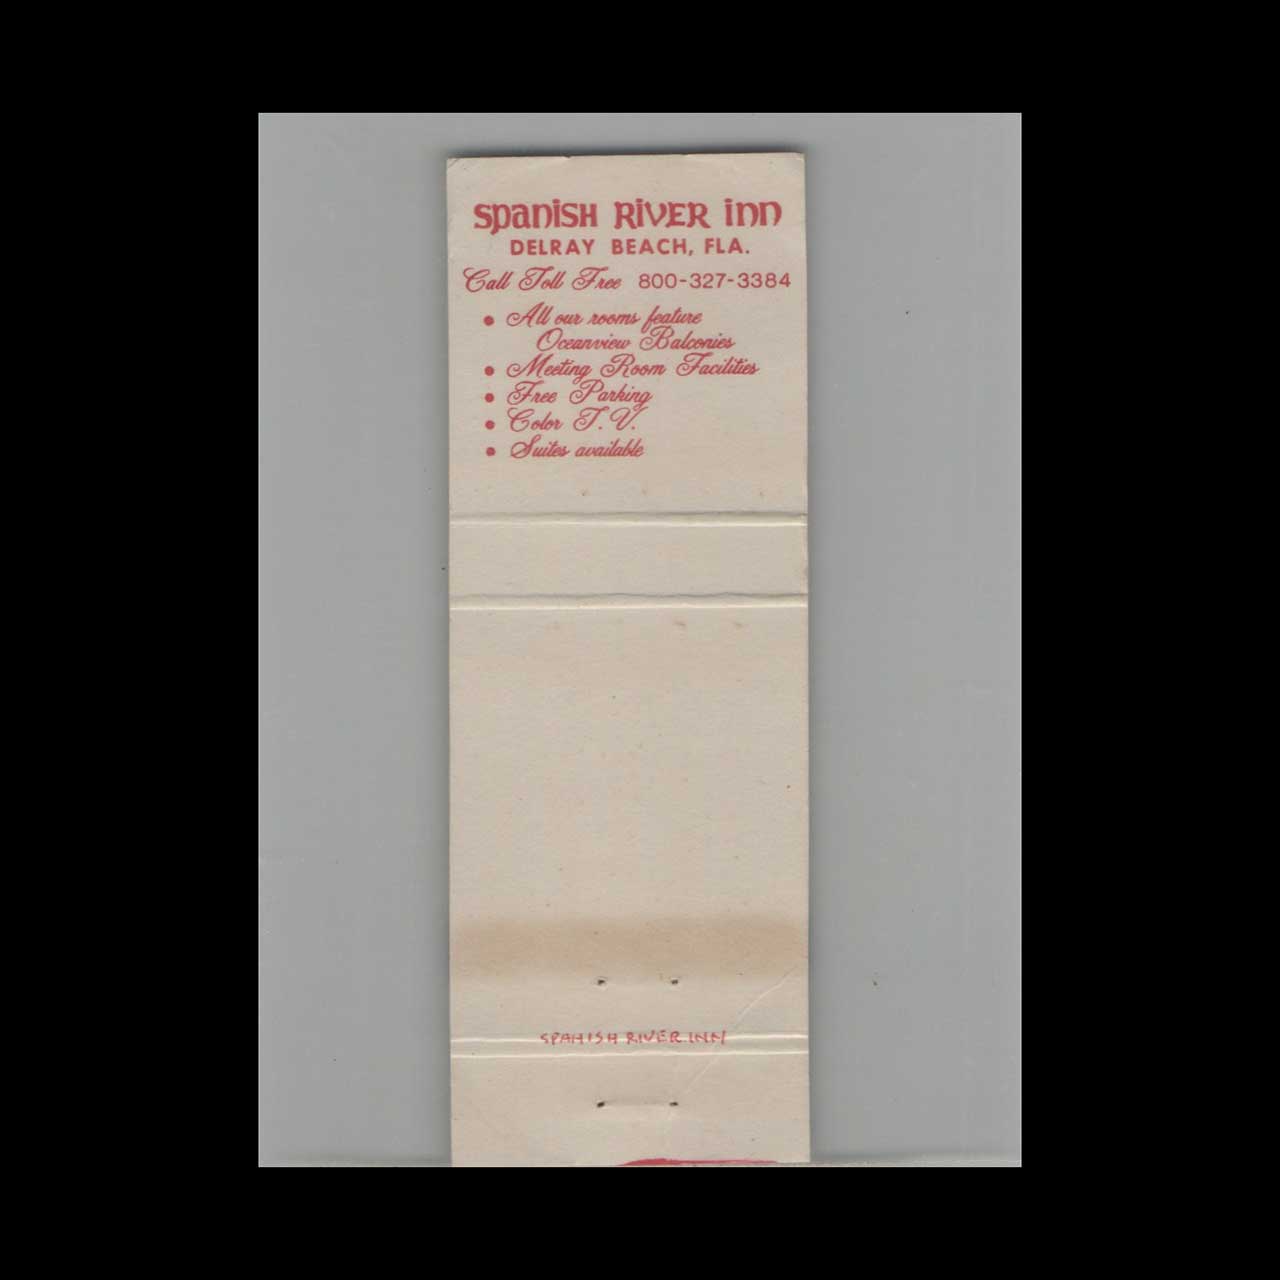 Spanish River Inn
DELRAY BEACH, FLA.
Call Toll Free 800-327-3384
• All our rooms feature
Oceanview Balconies
• Meeting Room Facilities
• Free Parking
• Color T.V.
• Suites available
SPANISH RIVER INN